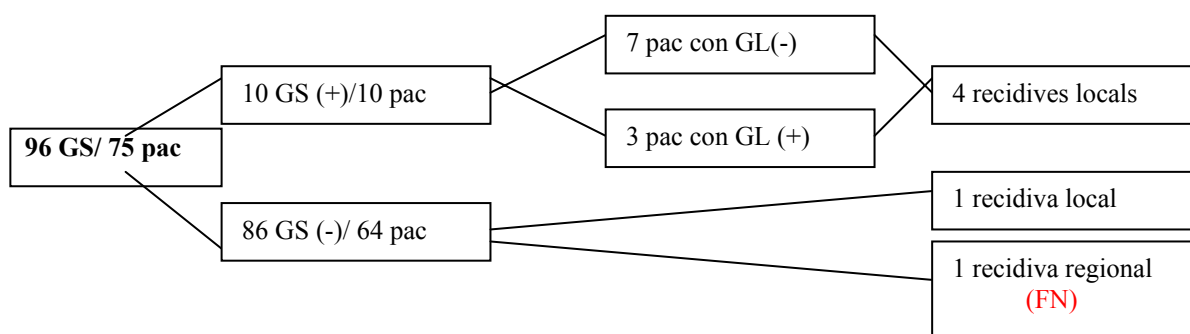 7 pac con GL(-)
10 GS (+)/10 pac
4 recidives locals
96 GS/ 75 pac
3 pac con GL (+)
1 recidiva local
86 GS (-)/ 64 pac
1 recidiva regional
(FN)